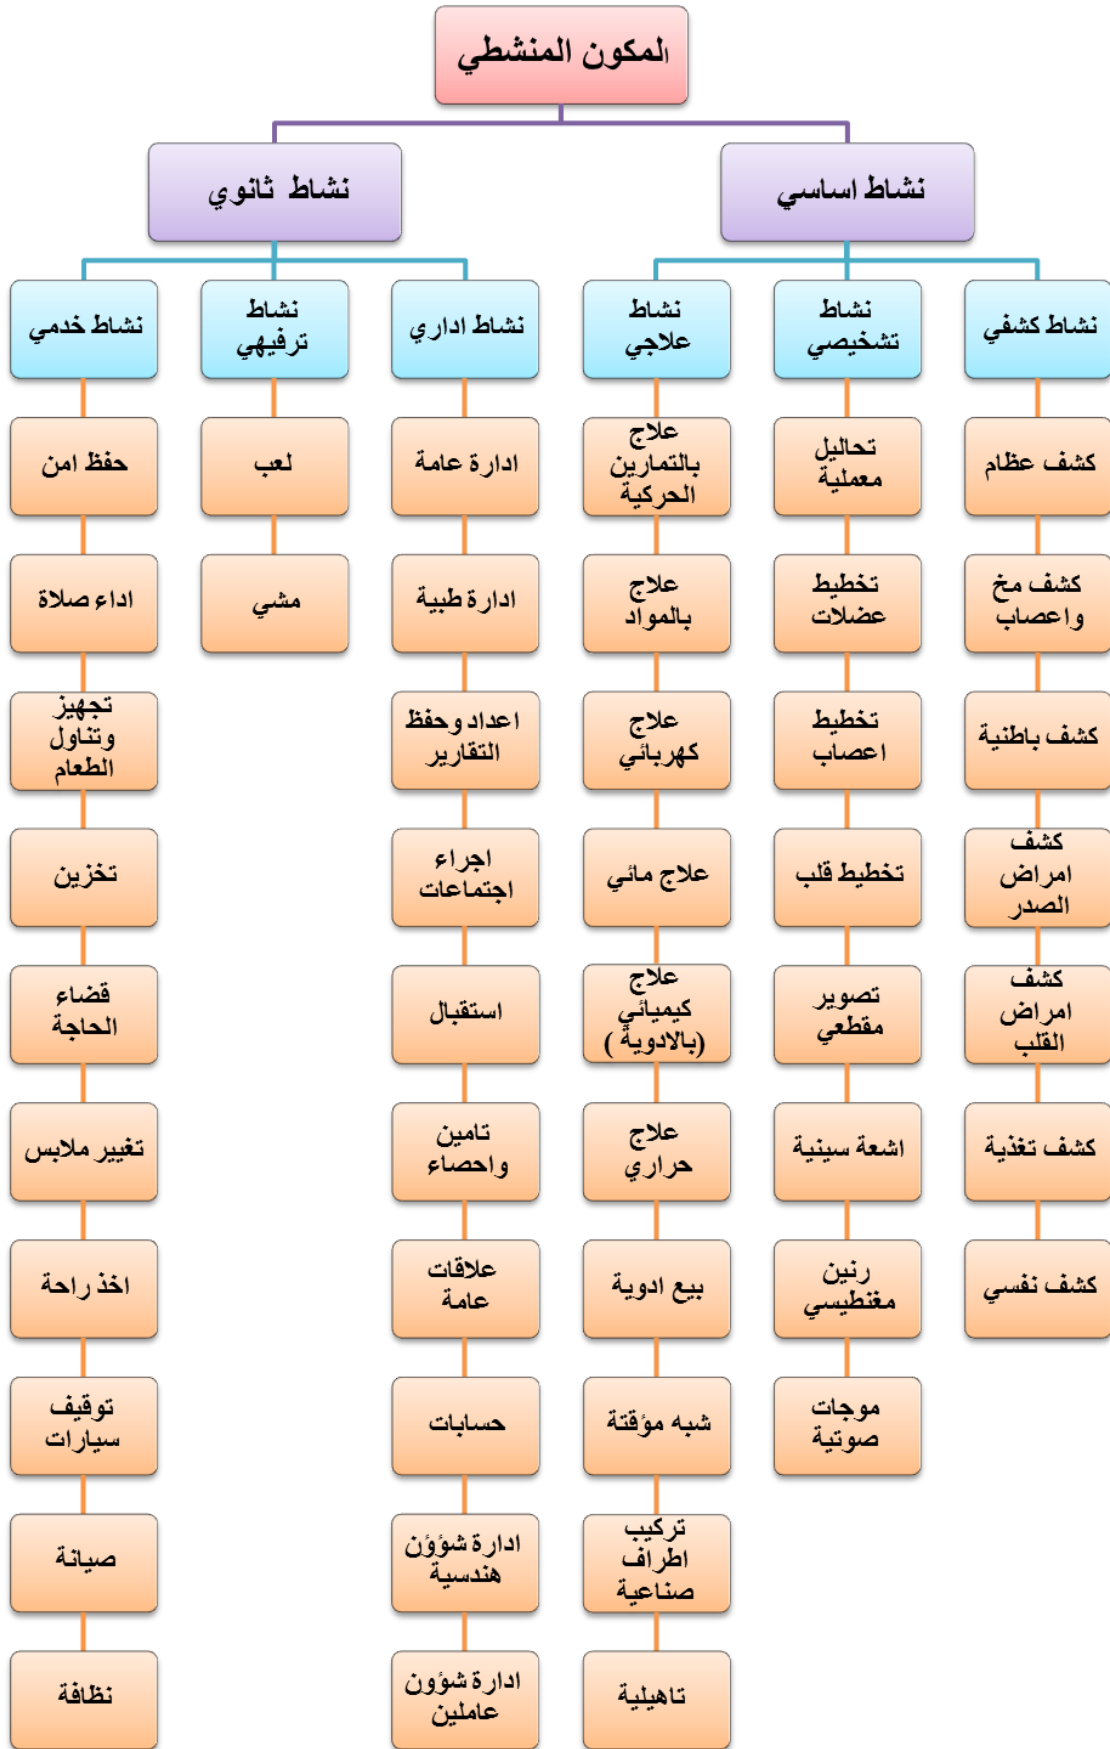 المكون المنشطي
نشاط اساسي
نشاط ثانوي
نشاط كشفي
نشاط
تشخيصي
نشاط
علاجي
نشاط اداري
نشاط
ترفيهي
نشاط خدمي
كشف عظام
كشف مخ
واعصاب
كشف باطنية
كشف
امراض
الصدر
كشف
امراض
القلب
كشف تغذية
كشف نفسي
تحاليل
معملية
تخطيط
عضلات
تخطيط
اعصاب
تخطيط قلب
تصوير
مقطعي
اشعة سينية
رنين
مغنطيسي
موجات
صوتية
علاج
بالتمارين
الحركية
علاج
بالمواد
علاج
كهربائي
علاج مائي
علاج
كيميائي
(بالادوية )
علاج
حراري
بيع ادوية
شبه مؤقتة
تركيب
اطراف
صناعية
تاهيلية
ادارة عامة
ادارة طبية
اعداد وحفظ
التقارير
اجراء
اجتماعات
استقبال
تامين
واحصاء
علاقات
عامة
حسابات
ادارة شؤؤن
هندسية
ادارة شؤون
عاملين
لعب
مشي
حفظ امن
اداء صلاة
تجهيز
وتناول
الطعام
تخزين
قضاء
الحاجة
تغيير ملابس
اخذ راحة
توقيف
سيارات
صيانة
نظافة